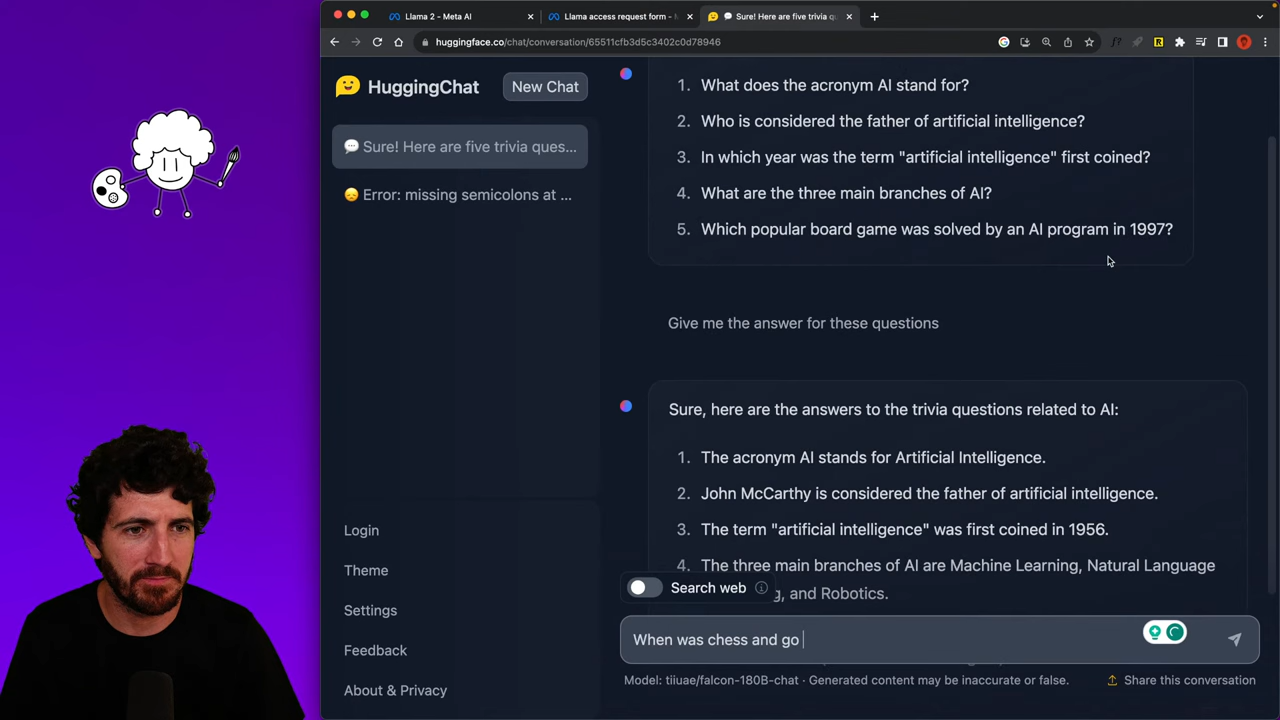 Llama 2 - Meta AI
Llama access request form -
Sure! Here are five trivia qu
huggingface.co/chat/conversation/65511cfb3d5c3402c0d78946
HuggingChat
New Chat
Sure! Here are five trivia ques...
Error: missing semicolons at ...
Login
Theme
Settings
Feedback
About & Privacy
1. What does the acronym AI stand for?
2. Who is considered the father of artificial intelligence?
3. In which year was the term "artificial intelligence" first coined?
4. What are the three main branches of AI?
5. Which popular board game was solved by an AI program in 1997?
Give me the answer for these questions
Sure, here are the answers to the trivia questions related to AI:
1. The acronym AI stands for Artificial Intelligence.
2. John McCarthy is considered the father of artificial intelligence.
3. The term "artificial intelligence" was first coined in 1956.
4. The three main branches of AI are Machine Learning, Natural Language
g, and Robotics.
Search web
When was chess and go
Model: tiiuae/falcon-180B-chat · Generated content may be inaccurate or false.
Share this conversation